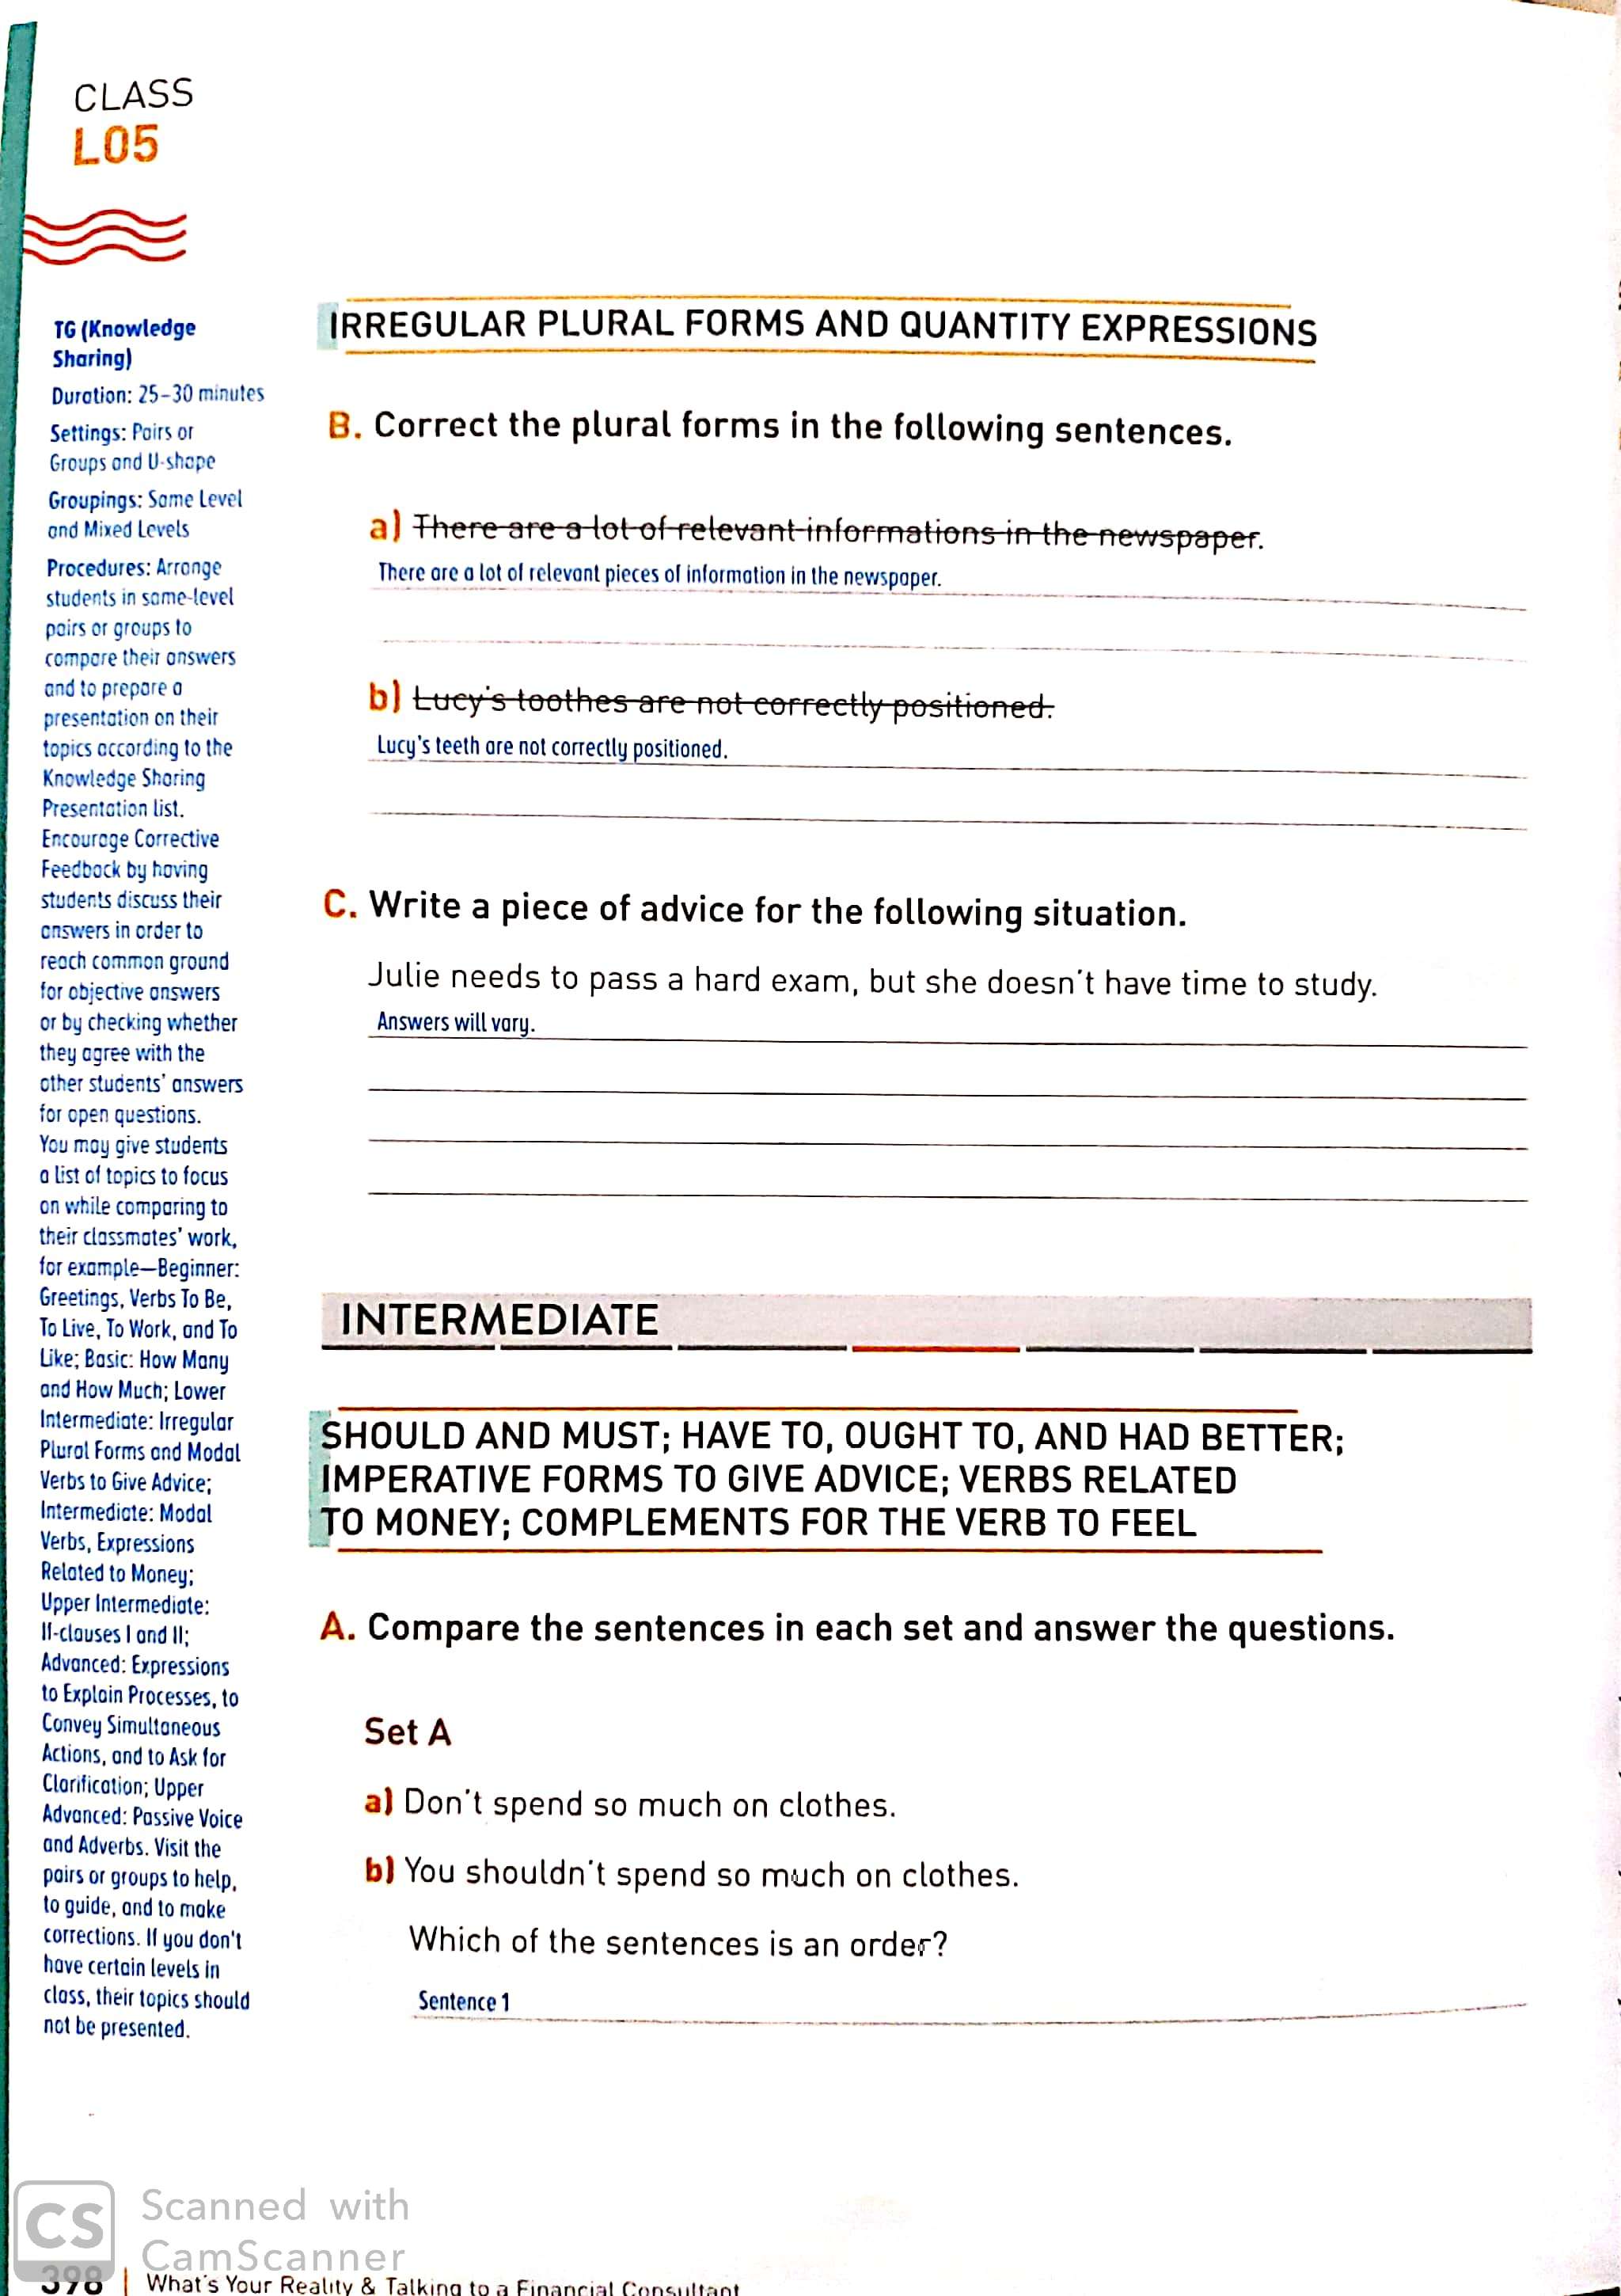 CLASS
L05
TG (Knowledge
Sharing)
Duration: 25–30 minutes
Settings: Pairs or
Groups and U-shape
Groupings: Same Level
and Mixed Levels
Procedures: Arrange
students in same-level
pairs or groups to
compare their answers
and to prepare a
presentation on their
topics according to the
Knowledge Sharing
Presentation list.
Encourage Corrective
Feedback by having
students discuss their
answers in order to
reach common ground
for objective answers
or by checking whether
they agree with the
other students' answers
for open questions.
You may give students
a list of topics to focus
on while comparing to
their classmates' work,
for example—Beginner:
Greetings, Verbs To Be,
To Live, To Work, and To
Like; Basic: How Many
and How Much; Lower
Intermediate: Irregular
Plural Forms and Modal
Verbs to Give Advice;
Intermediate: Modal
Verbs, Expressions
Related to Money;
Upper Intermediate:
If-clauses I and II;
Advanced: Expressions
to Explain Processes, to
Convey Simultaneous
Actions, and to Ask for
Clarification; Upper
Advanced: Passive Voice
and Adverbs. Visit the
pairs or groups to help,
to guide, and to make
corrections. If you don't
have certain levels in
class, their topics should
not be presented.
IRREGULAR PLURAL FORMS AND QUANTITY EXPRESSIONS
B. Correct the plural forms in the following sentences.
a) There are a lot of relevant informations in the newspaper.
There are a lot of relevant pieces of information in the newspaper.
b) Lucy's toothes are not correctly positioned.
Lucy's teeth are not correctly positioned.
C. Write a piece of advice for the following situation.
Julie needs to pass a hard exam, but she doesn't have time to study.
Answers will vary.
INTERMEDIATE
SHOULD AND MUST; HAVE TO, OUGHT TO, AND HAD BETTER;
IMPERATIVE FORMS TO GIVE ADVICE; VERBS RELATED
TO MONEY; COMPLEMENTS FOR THE VERB TO FEEL
A. Compare the sentences in each set and answer the questions.
Set A
a) Don't spend so much on clothes.
b) You shouldn't spend so much on clothes.
Which of the sentences is an order?
Sentence 1
CS
Scanned with
CamScanner
398 | What's Your Reality & Talking to a Financial Consultant